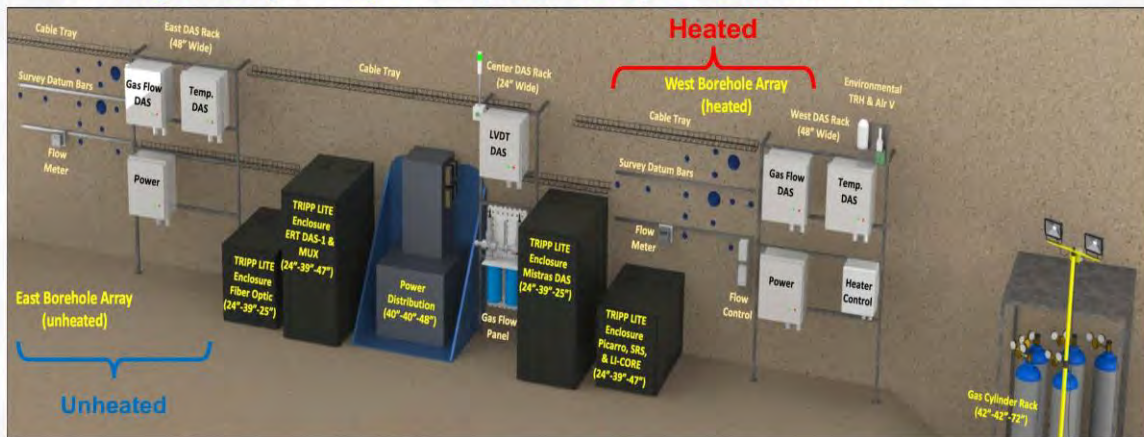 Cable Tray
East DAS Rack
(48" Wide)
Survey Datum Bars
Gas Flow
DAS
Temp.
DAS
Flow
Meter
Power
Cable Tray
Center DAS Rack
(24" Wide)
LVDT
DAS
Heated
West Borehole Array
(heated)
Cable Tray
Environmental
TRH & Air V
West DAS Rack
(48" Wide)
Survey Datum Bars
Gas Flow
DAS
Temp.
DAS
Flow
Meter
Flow
Control
Power
Heater
Control
TRIPP LITE
Enclosure
Fiber Optic
(24"-39"-25")
TRIPP LITE
Enclosure
ERT DAS-1 &
MUX
(24"-39"-47")
Power
Distribution
(40"-40"-48")
Gas Flow
Panel
TRIPP LITE
Enclosure
Mistras DAS
(24"-39"-25")
TRIPP LITE
Enclosure
Picarro, SRS,
& LI-CORE
(24"-39"-47")
Gas Cylinder Rack
(42"-42"-72")
East Borehole Array
(unheated)
Unheated